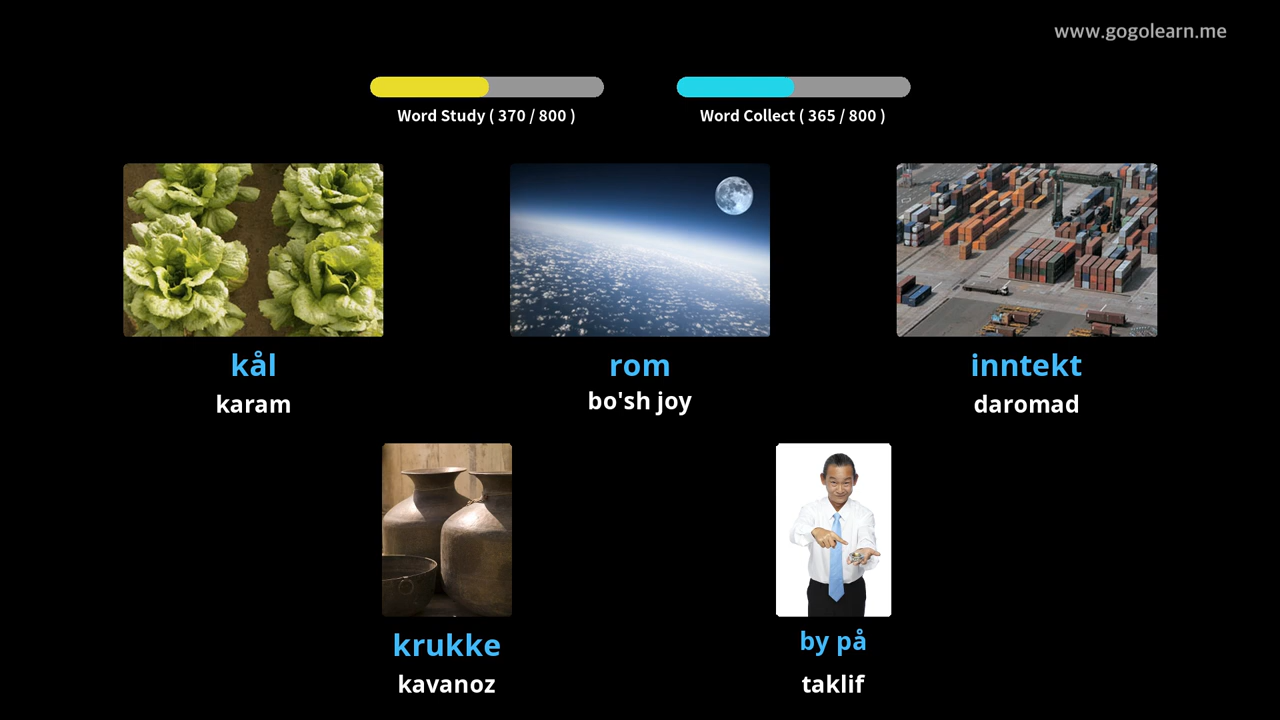 www.gogolearn.me
Word Study ( 370 / 800 )
Word Collect ( 365 / 800 )
kål
karam
rom
bo'sh joy
inntekt
daromad
krukke
kavanoz
by på
taklif